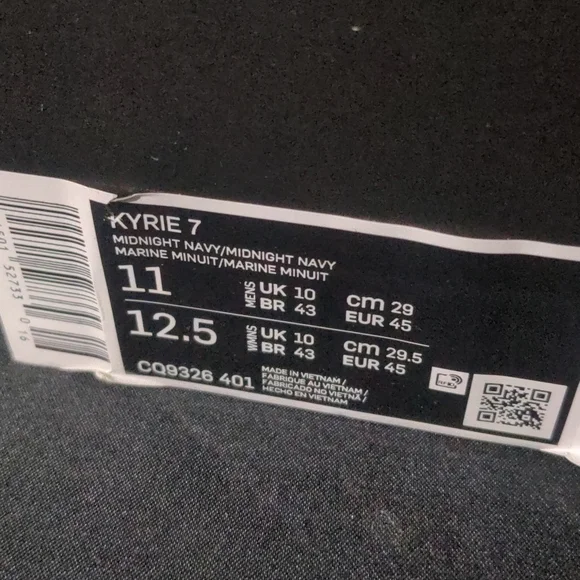 KYRIE 7
MIDNIGHT NAVY/MIDNIGHT NAVY
MARINE MINUIT/MARINE MINUIT
11 MENS UK 10 cm 29
BR 43 EUR 45
12.5 WMNS UK 10 cm 29.5
BR 43 EUR 45
CQ9326 401
MADE IN VIETNAM /
FABRIQUE AU VIETNAM /
FABRICADO NO VIETNÃ /
HECHO EN VIETNAM
52733 016